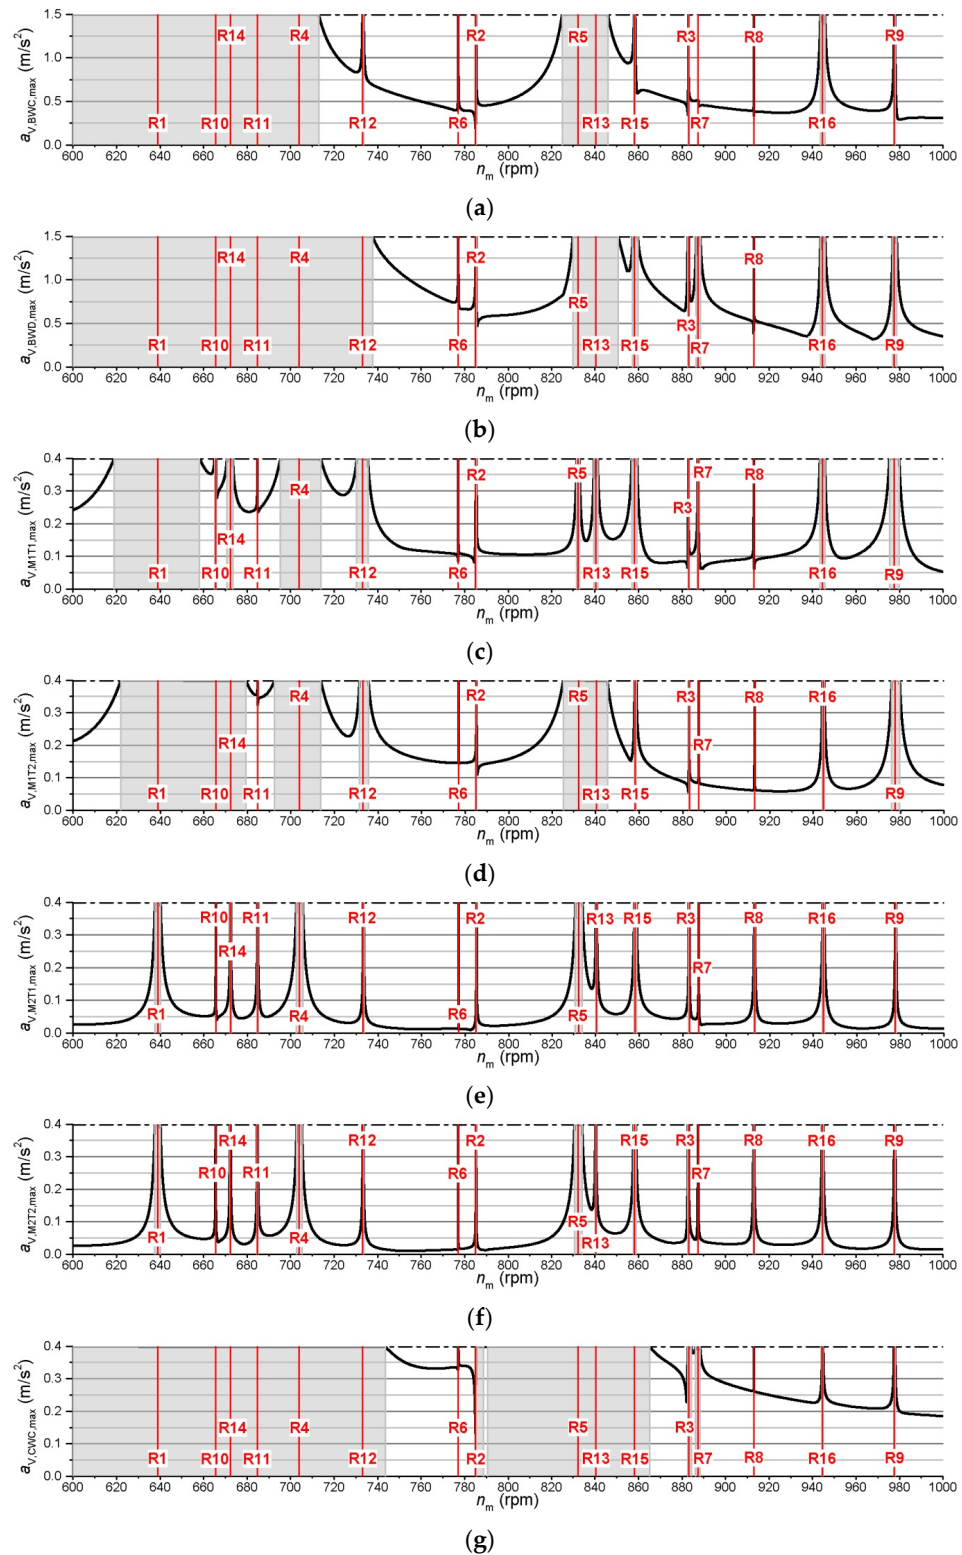 a_V,BWC,max (m/s²)
1.5
1.0
0.5
0.0
R14 R4 R2 R5 R3 R8 R9
R1 R10 R11 R12 R6 R13 R15 R7 R16
600 620 640 660 680 700 720 740 760 780 800 820 840 860 880 900 920 940 960 980 1000
n_m (rpm)
(a)
a_V,BWD,max (m/s²)
1.5
1.0
0.5
0.0
R14 R4 R2 R8
R5
R3
R1 R10 R11 R12 R6 R13 R15 R7 R16 R9
600 620 640 660 680 700 720 740 760 780 800 820 840 860 880 900 920 940 960 980 1000
n_m (rpm)
(b)
a_V,M1T1,max (m/s²)
0.4
0.3
0.2
0.1
0.0
R4 R2 R5 R7 R8
R3
R14
R1 R10 R11 R12 R6 R13 R15 R16 R9
600 620 640 660 680 700 720 740 760 780 800 820 840 860 880 900 920 940 960 980 1000
n_m (rpm)
(c)
a_V,M1T2,max (m/s²)
0.4
0.3
0.2
0.1
0.0
R4 R2 R5 R3 R8 R16
R14 R7
R1 R10 R11 R12 R6 R13 R15 R9
600 620 640 660 680 700 720 740 760 780 800 820 840 860 880 900 920 940 960 980 1000
n_m (rpm)
(d)
a_V,M2T1,max (m/s²)
0.4
0.3
0.2
0.1
0.0
R10 R11 R12 R2 R13 R15 R3 R8 R16 R9
R14
R7
R1 R4 R6 R5
600 620 640 660 680 700 720 740 760 780 800 820 840 860 880 900 920 940 960 980 1000
n_m (rpm)
(e)
a_V,M2T2,max (m/s²)
0.4
0.3
0.2
0.1
0.0
R14 R12 R2 R15 R3 R8 R16 R9
R10 R11 R6 R7
R5
R1 R4 R13
600 620 640 660 680 700 720 740 760 780 800 820 840 860 880 900 920 940 960 980 1000
n_m (rpm)
(f)
a_V,CWC,max (m/s²)
0.4
0.3
0.2
0.1
0.0
R14 R4 R6 R5 R3
R1 R10 R11 R12 R2 R13 R15 R7 R8 R16 R9
600 620 640 660 680 700 720 740 760 780 800 820 840 860 880 900 920 940 960 980 1000
n_m (rpm)
(g)